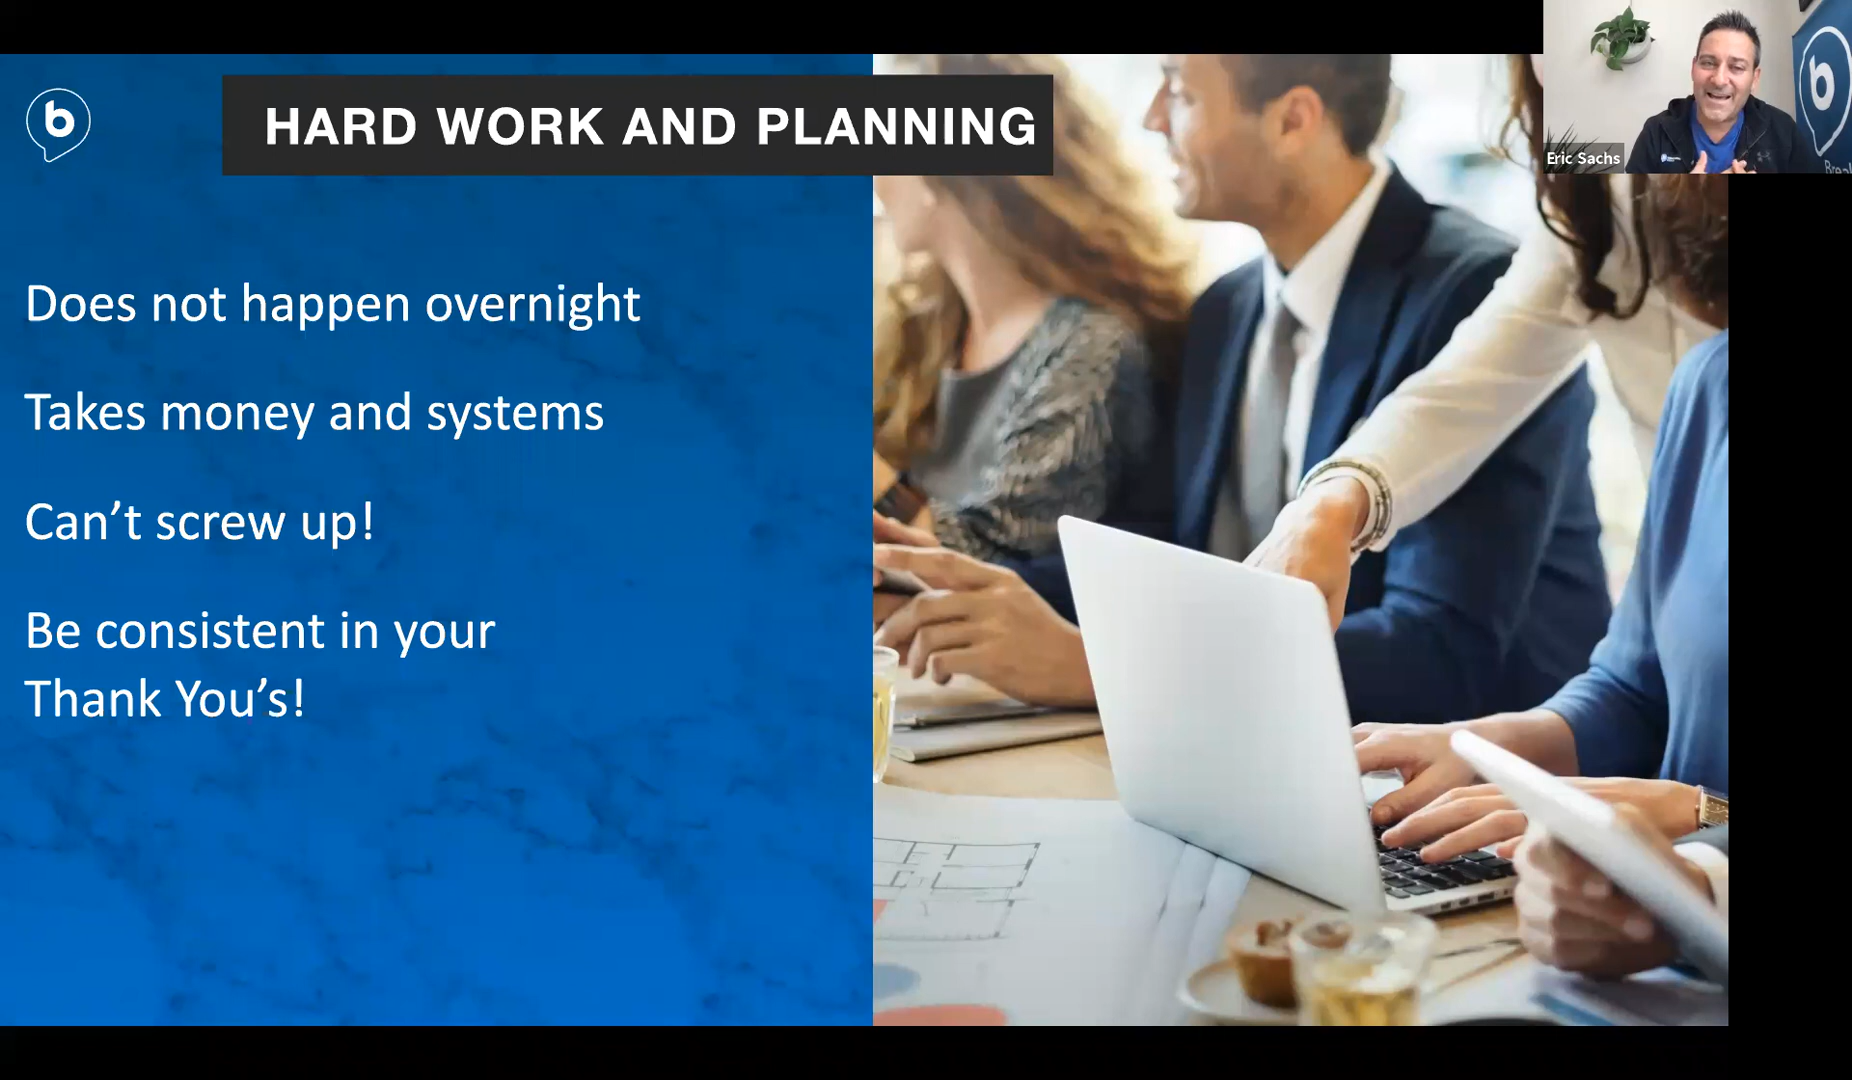 b
HARD WORK AND PLANNING
Eric Sachs
b
Does not happen overnight
Takes money and systems
Can’t screw up!
Be consistent in your
Thank You’s!